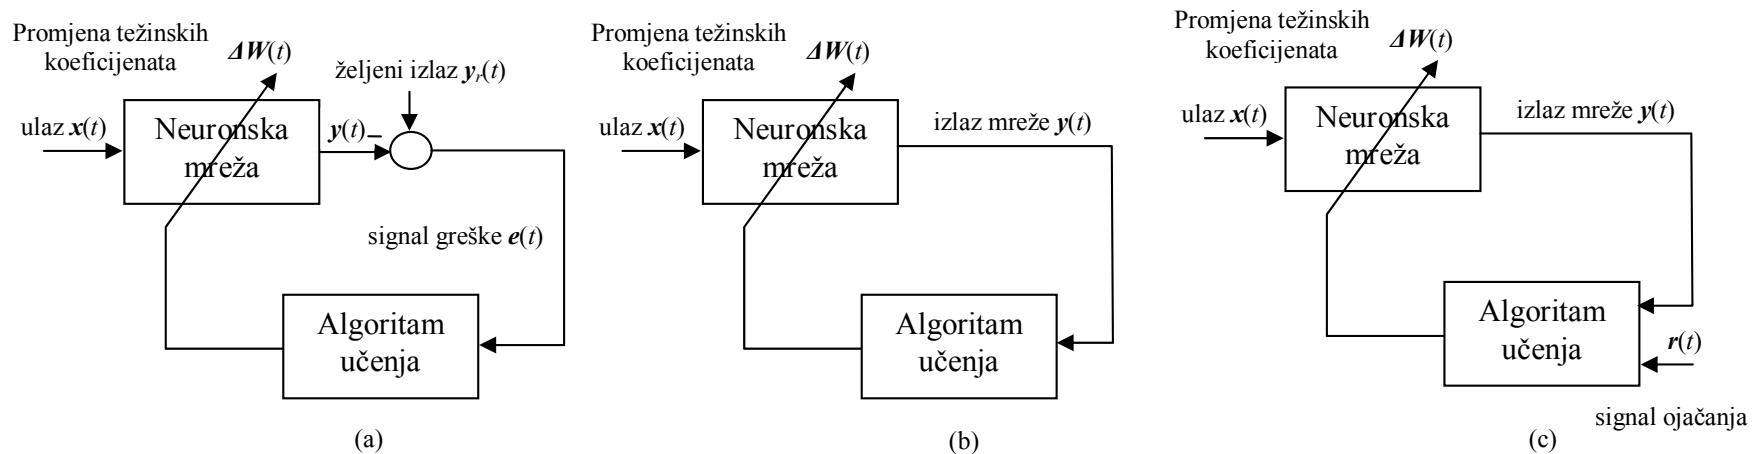 Promjena težinskih
koeficijenata
ΔW(t)
željeni izlaz yᵣ(t)
ulaz x(t)
Neuronska
mreža
y(t)
–
signal greške e(t)
Algoritam
učenja
(a)
Promjena težinskih
koeficijenata
ΔW(t)
ulaz x(t)
Neuronska
mreža
izlaz mreže y(t)
Algoritam
učenja
(b)
Promjena težinskih
koeficijenata
ΔW(t)
ulaz x(t)
Neuronska
mreža
izlaz mreže y(t)
Algoritam
učenja
r(t)
signal ojačanja
(c)